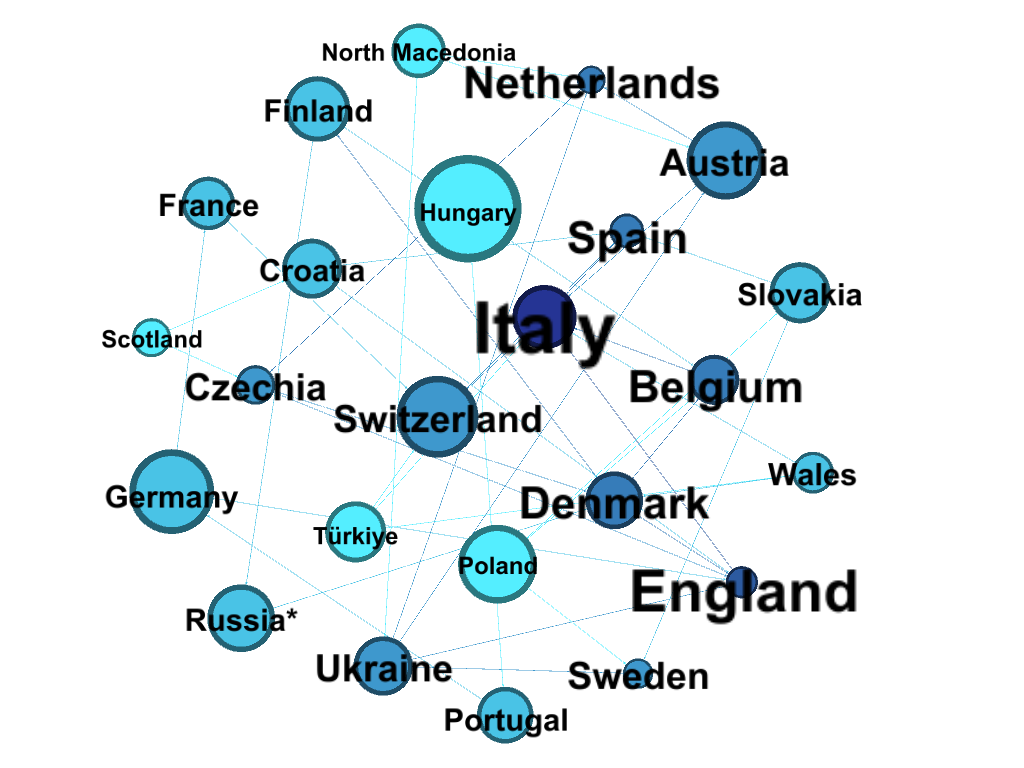 North Macedonia
Netherlands
Finland
Austria
France
Hungary
Spain
Croatia
Slovakia
Italy
Scotland
Czechia
Belgium
Switzerland
Wales
Germany
Denmark
Türkiye
Poland
England
Russia*
Ukraine
Sweden
Portugal